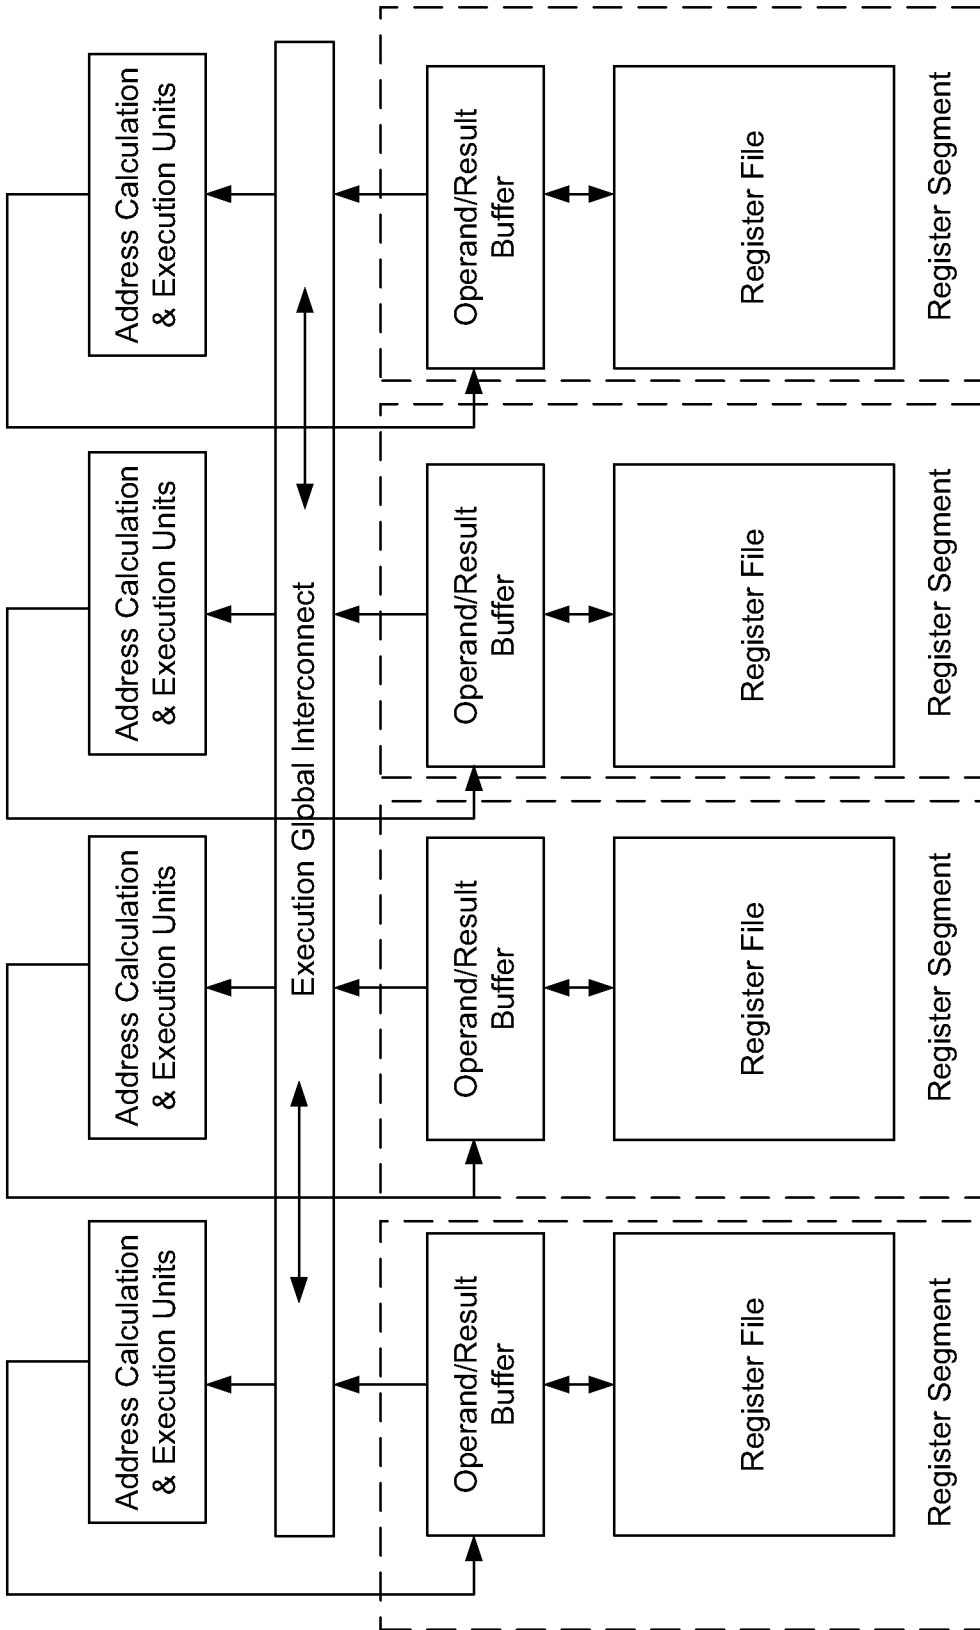 Address Calculation
& Execution Units
Address Calculation
& Execution Units
Address Calculation
& Execution Units
Address Calculation
& Execution Units
Execution Global Interconnect
Operand/Result
Buffer
Operand/Result
Buffer
Operand/Result
Buffer
Operand/Result
Buffer
Register File
Register File
Register File
Register File
Register Segment
Register Segment
Register Segment
Register Segment